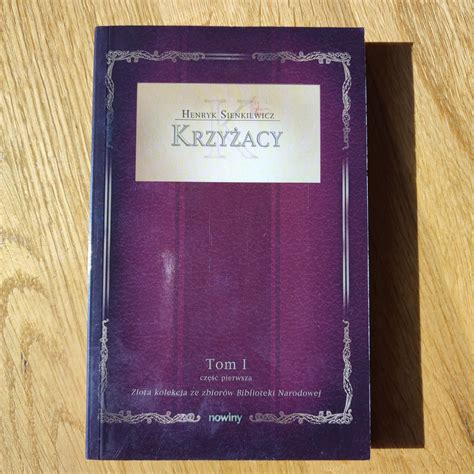 K
HENRYK SIENKIEWICZ
KRZYŻACY
Tom I
część pierwsza
Złota kolekcja ze zbiorów Biblioteki Narodowej
nowiny